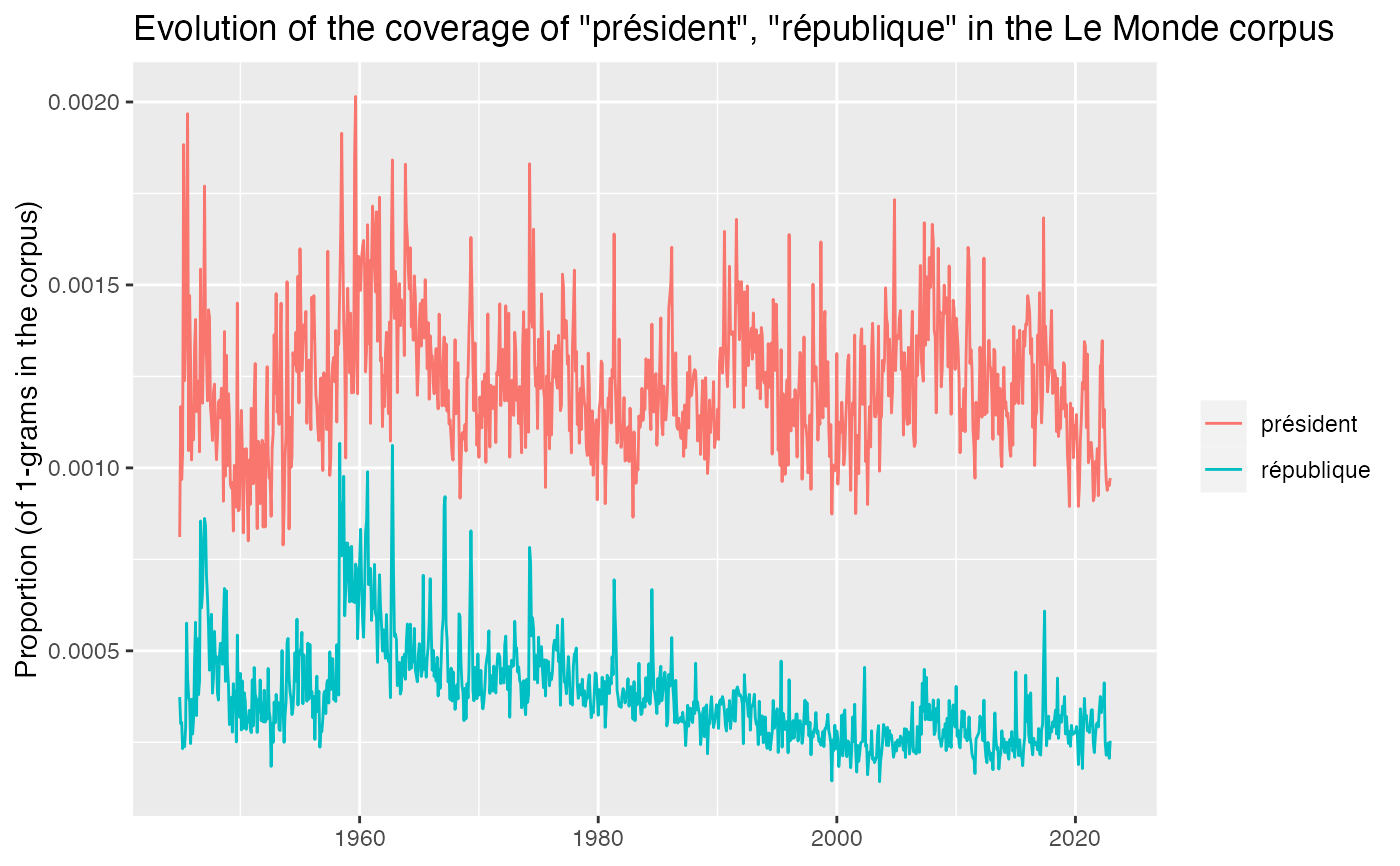 Evolution of the coverage of "président", "république" in the Le Monde corpus
Proportion (of 1-grams in the corpus)
0.0020
0.0015
0.0010
0.0005
1960
1980
2000
2020
président
république